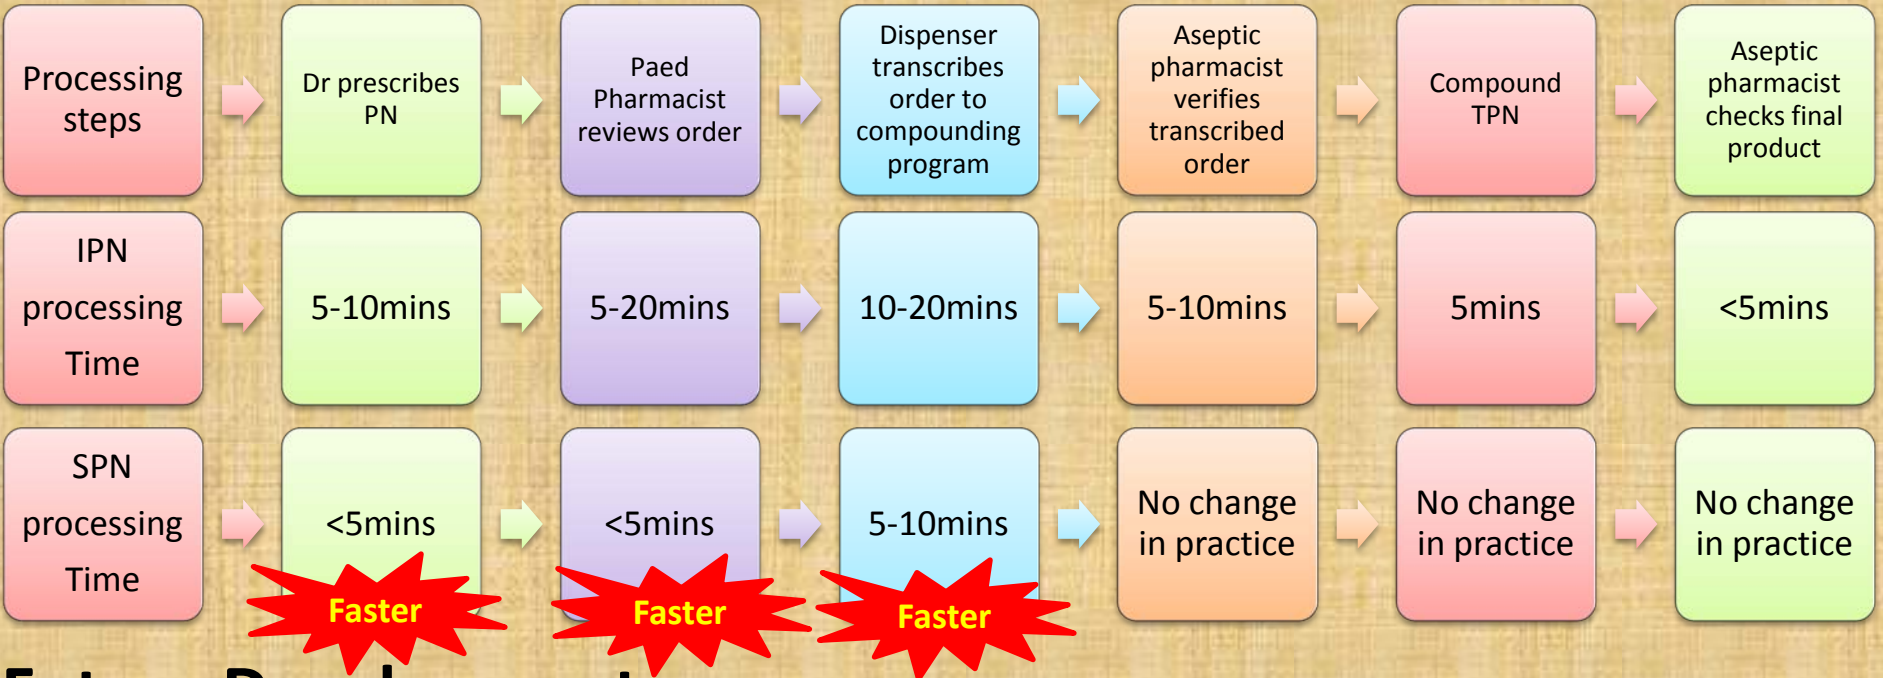 Processing
steps
Dr prescribes
PN
Paed
Pharmacist
reviews order
Dispenser
transcribes
order to
compounding
program
Aseptic
pharmacist
verifies
transcribed
order
Compound
TPN
Aseptic
pharmacist
checks final
product
IPN
processing
Time
5-10mins
5-20mins
10-20mins
5-10mins
5mins
<5mins
SPN
processing
Time
<5mins
Faster
<5mins
Faster
5-10mins
Faster
No change
in practice
No change
in practice
No change
in practice